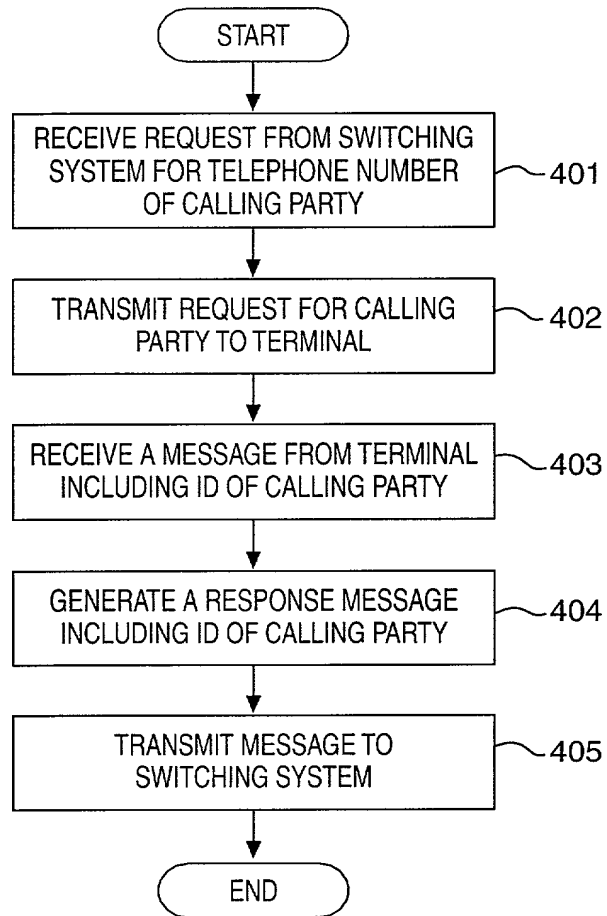 START
RECEIVE REQUEST FROM SWITCHING
SYSTEM FOR TELEPHONE NUMBER
OF CALLING PARTY
401
TRANSMIT REQUEST FOR CALLING
PARTY TO TERMINAL
402
RECEIVE A MESSAGE FROM TERMINAL
INCLUDING ID OF CALLING PARTY
403
GENERATE A RESPONSE MESSAGE
INCLUDING ID OF CALLING PARTY
404
TRANSMIT MESSAGE TO
SWITCHING SYSTEM
405
END